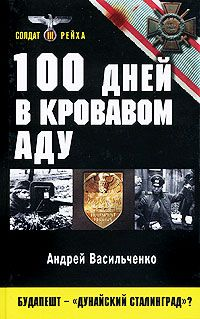 СОЛДАТ III РЕЙХА
100 ДНЕЙ
В КРОВАВОМ
АДУ
Андрей Васильченко
БУДАПЕШТ – «ДУНАЙСКИЙ СТАЛИНГРАД»?